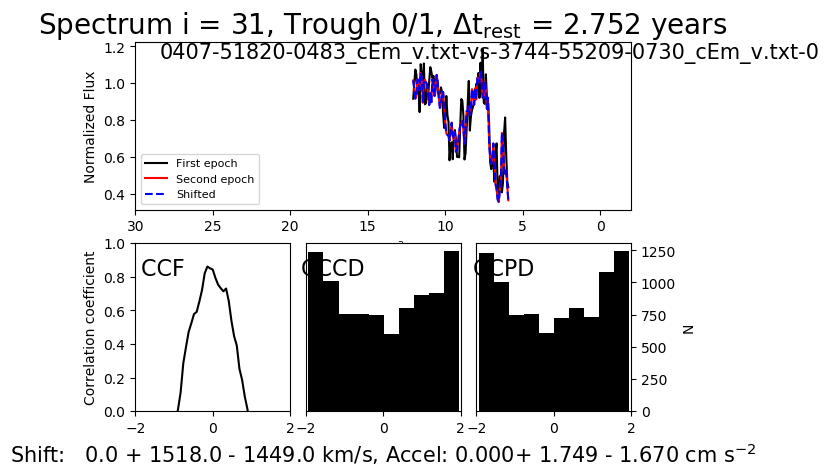 Spectrum i = 31, Trough 0/1, Δt_rest = 2.752 years
0407-51820-0483_cEm_v.txt-vs-3744-55209-0730_cEm_v.txt-0
Normalized Flux
1.2
1.0
0.8
0.6
0.4
First epoch
Second epoch
Shifted
30 25 20 15 10 5 0
Correlation coefficient
1.0
0.8
0.6
0.4
0.2
0.0
CCF
−2 0 2
CCCD
−2 0 2
CCPD
−2 0 2
1250
1000
750
500
250
0
N
Shift: 0.0 + 1518.0 - 1449.0 km/s, Accel: 0.000+ 1.749 - 1.670 cm s⁻²